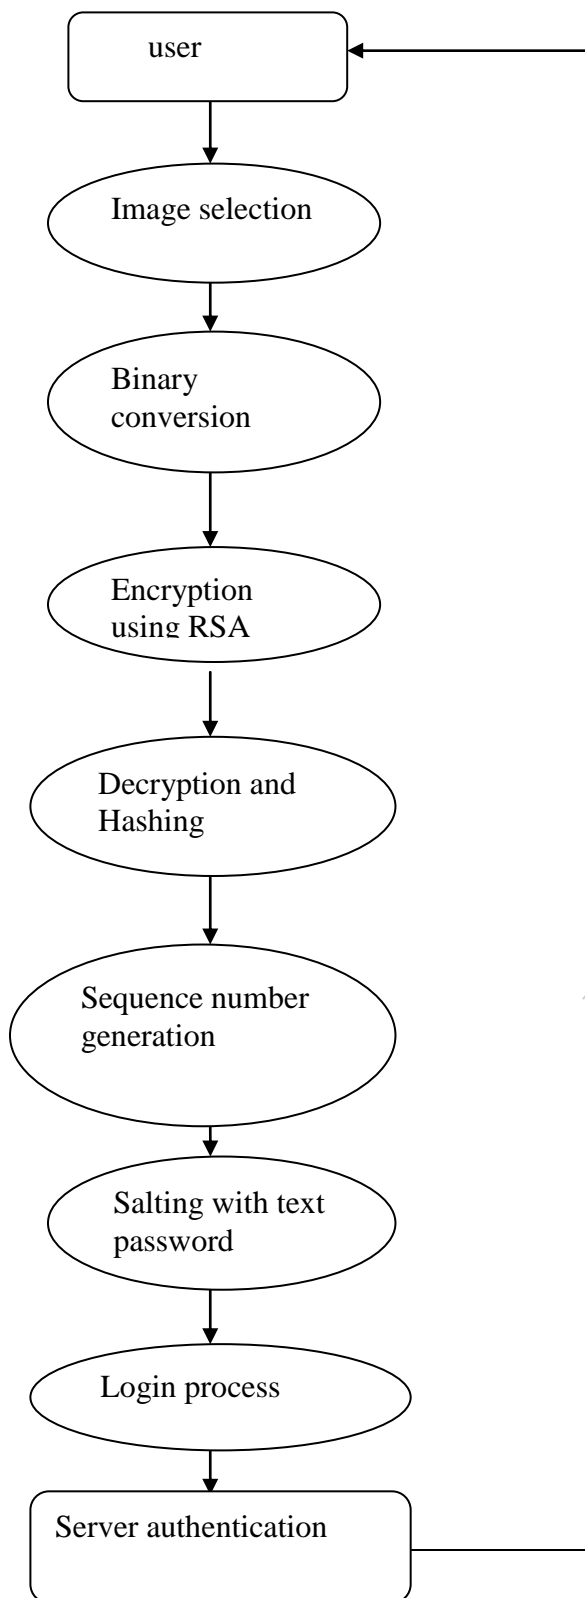 user
Image selection
Binary
conversion
Encryption
using RSA
Decryption and
Hashing
Sequence number
generation
Salting with text
password
Login process
Server authentication